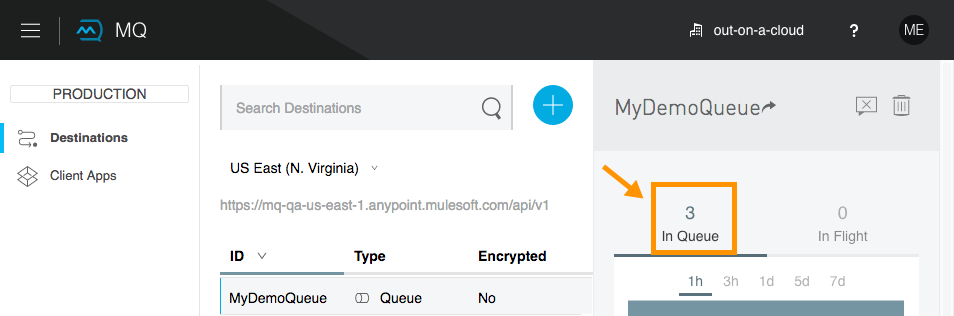 MQ
out-on-a-cloud
?
ME
PRODUCTION
Destinations
Client Apps
Search Destinations
US East (N. Virginia)
https://mq-qa-us-east-1.anypoint.mulesoft.com/api/v1
ID Type Encrypted
MyDemoQueue Queue No
MyDemoQueue
3 0
In Queue In Flight
1h 3h 1d 5d 7d